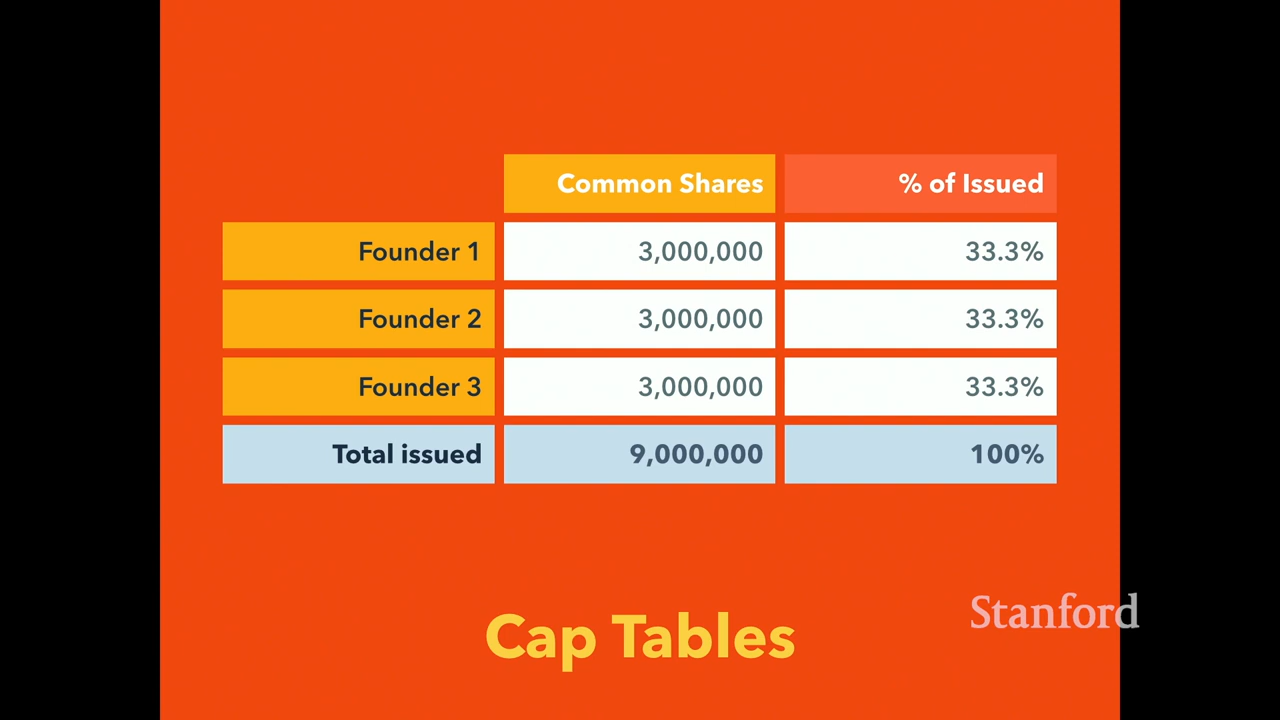 Common Shares % of Issued
Founder 1 3,000,000 33.3%
Founder 2 3,000,000 33.3%
Founder 3 3,000,000 33.3%
Total issued 9,000,000 100%
Stanford
Cap Tables